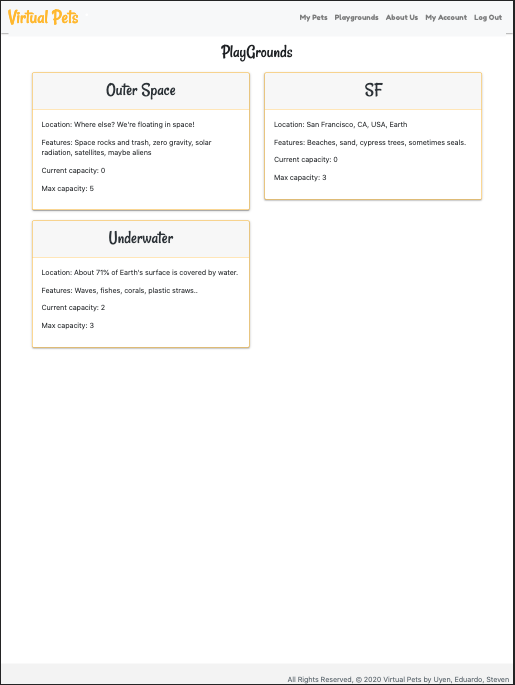 Virtual Pets
My Pets Playgrounds About Us My Account Log Out
PlayGrounds
Outer Space
Location: Where else? We're floating in space!
Features: Space rocks and trash, zero gravity, solar
radiation, satellites, maybe aliens
Current capacity: 0
Max capacity: 5
SF
Location: San Francisco, CA, USA, Earth
Features: Beaches, sand, cypress trees, sometimes seals.
Current capacity: 0
Max capacity: 3
Underwater
Location: About 71% of Earth's surface is covered by water.
Features: Waves, fishes, corals, plastic straws..
Current capacity: 2
Max capacity: 3
All Rights Reserved, © 2020 Virtual Pets by Uyen, Eduardo, Steven